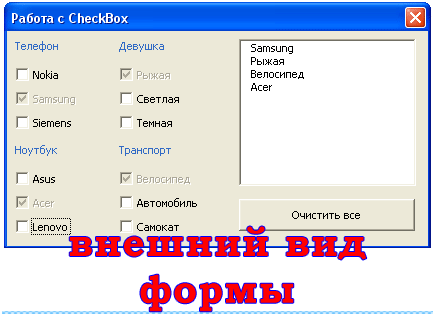 Работа с CheckBox
Телефон
Nokia
Samsung
Siemens
Девушка
Рыжая
Светлая
Темная
Ноутбук
Asus
Acer
Lenovo
Транспорт
Велосипед
Автомобиль
Самокат
Samsung
Рыжая
Велосипед
Acer
Очистить все
внешний вид
формы